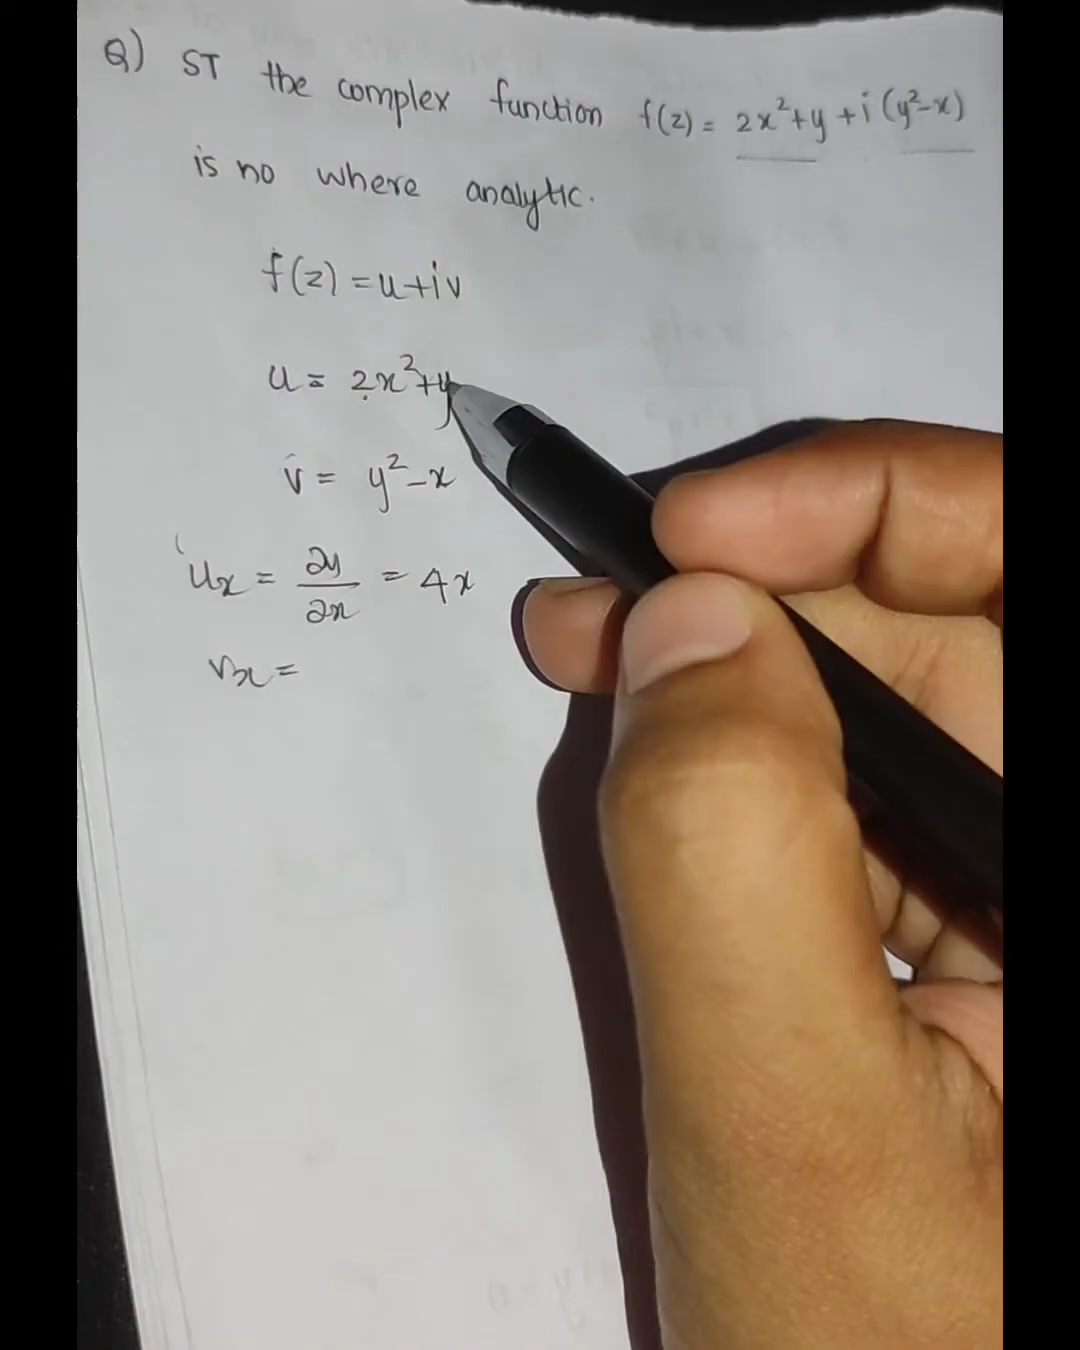 Q) ST the complex function f(z) = 2x²+y +i (y²-x)
is no where analytic.
f(z) = u+iv
u = 2x²+y
v = y²-x
ux = ∂u/∂x = 4x
vx =